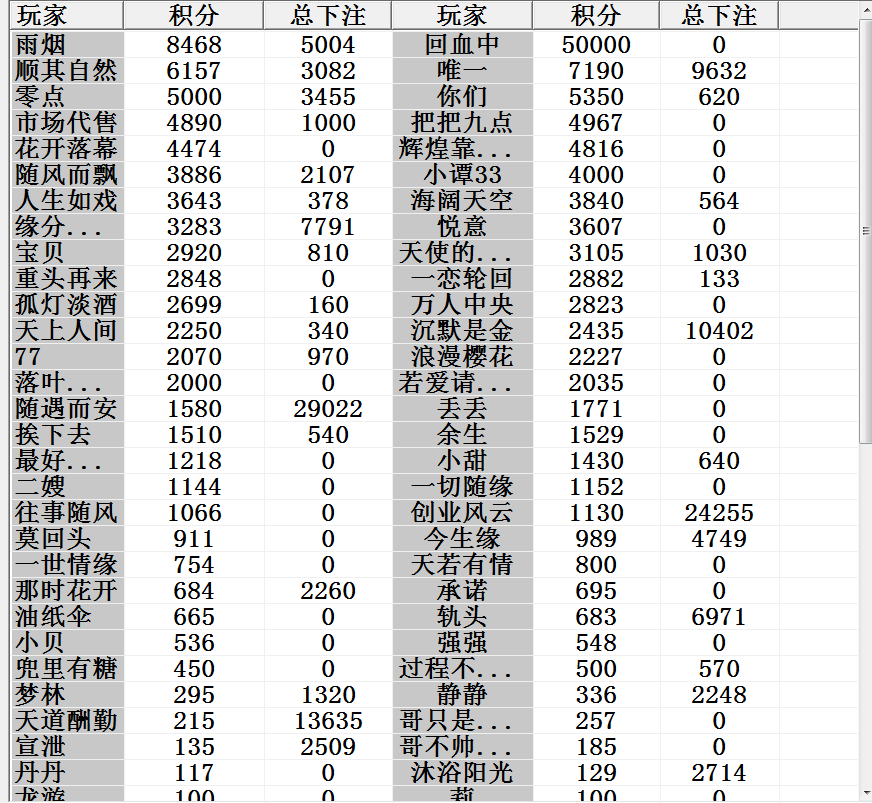 玩家 积分 总下注 玩家 积分 总下注
雨烟 8468 5004 回血中 50000 0
顺其自然 6157 3082 唯一 7190 9632
零点 5000 3455 你们 5350 620
市场代售 4890 1000 把把九点 4967 0
花开落幕 4474 0 辉煌靠... 4816 0
随风而飘 3886 2107 小谭33 4000 0
人生如戏 3643 378 海阔天空 3840 564
缘分... 3283 7791 悦意 3607 0
宝贝 2920 810 天使的... 3105 1030
重头再来 2848 0 一恋轮回 2882 133
孤灯淡酒 2699 160 万人中央 2823 0
天上人间 2250 340 沉默是金 2435 10402
77 2070 970 浪漫樱花 2227 0
落叶... 2000 0 若爱请... 2035 0
随遇而安 1580 29022 丢丢 1771 0
挨下去 1510 540 余生 1529 0
最好... 1218 0 小甜 1430 640
二嫂 1144 0 一切随缘 1152 0
往事随风 1066 0 创业风云 1130 24255
莫回头 911 0 今生缘 989 4749
一世情缘 754 0 天若有情 800 0
那时花开 684 2260 承诺 695 0
油纸伞 665 0 轨头 683 6971
小贝 536 0 强强 548 0
兜里有糖 450 0 过程不... 500 570
梦林 295 1320 静静 336 2248
天道酬勤 215 13635 哥只是... 257 0
宣泄 135 2509 哥不帅... 185 0
丹丹 117 0 沐浴阳光 129 2714
龙游 100 0 莉 100 0